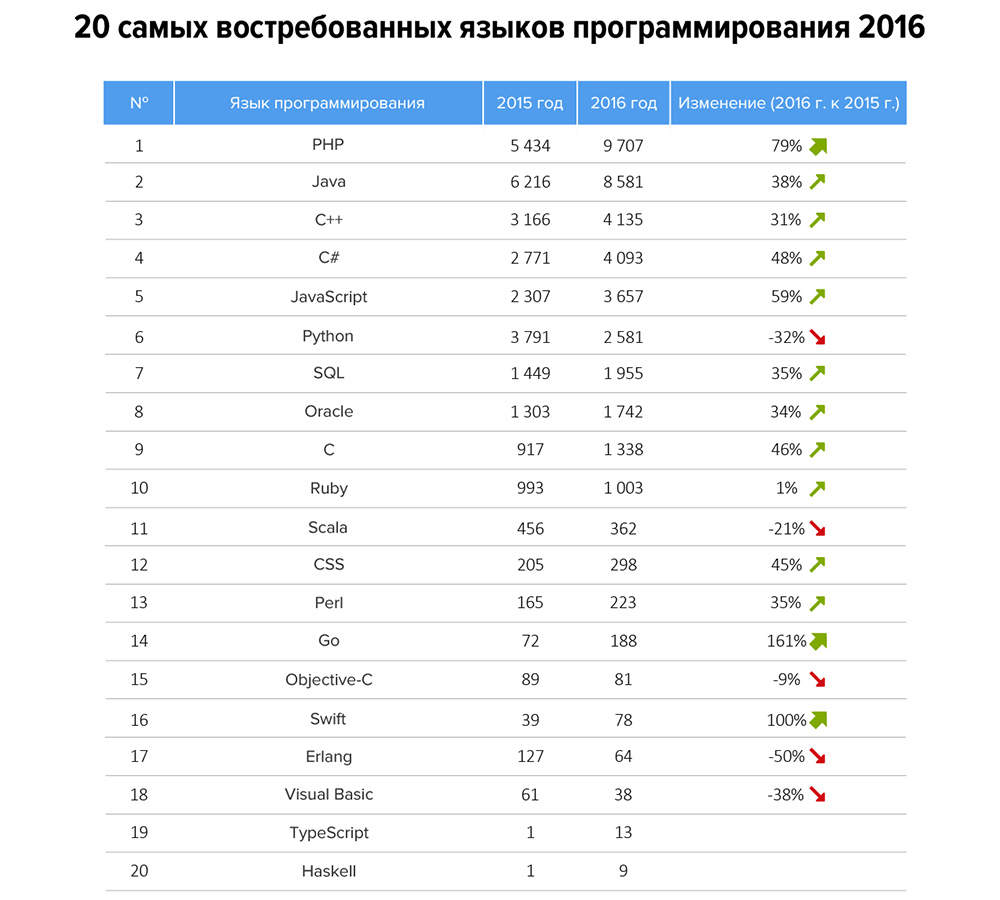 20 самых востребованных языков программирования 2016
№ Язык программирования 2015 год 2016 год Изменение (2016 г. к 2015 г.)
1 PHP 5 434 9 707 79%
2 Java 6 216 8 581 38%
3 C++ 3 166 4 135 31%
4 C# 2 771 4 093 48%
5 JavaScript 2 307 3 657 59%
6 Python 3 791 2 581 -32%
7 SQL 1 449 1 955 35%
8 Oracle 1 303 1 742 34%
9 C 917 1 338 46%
10 Ruby 993 1 003 1%
11 Scala 456 362 -21%
12 CSS 205 298 45%
13 Perl 165 223 35%
14 Go 72 188 161%
15 Objective-C 89 81 -9%
16 Swift 39 78 100%
17 Erlang 127 64 -50%
18 Visual Basic 61 38 -38%
19 TypeScript 1 13
20 Haskell 1 9